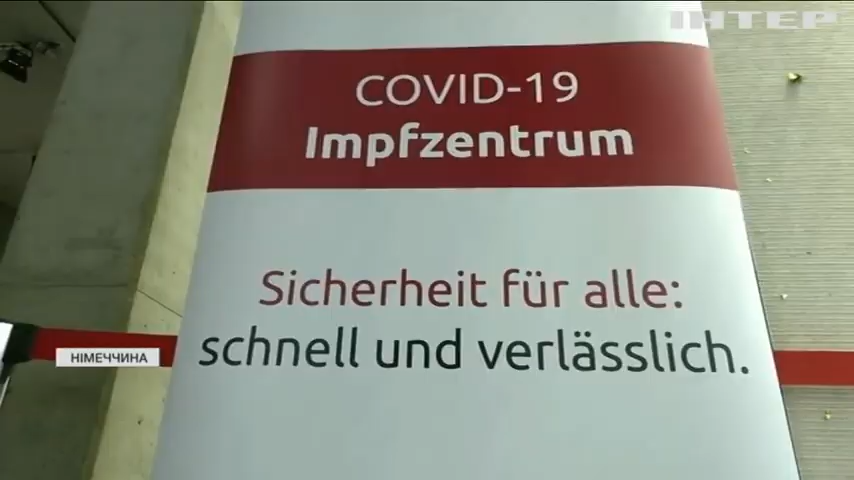 ІНТЕР
COVID-19
Impfzentrum
Sicherheit für alle:
schnell und verlässlich.
НІМЕЧЧИНА